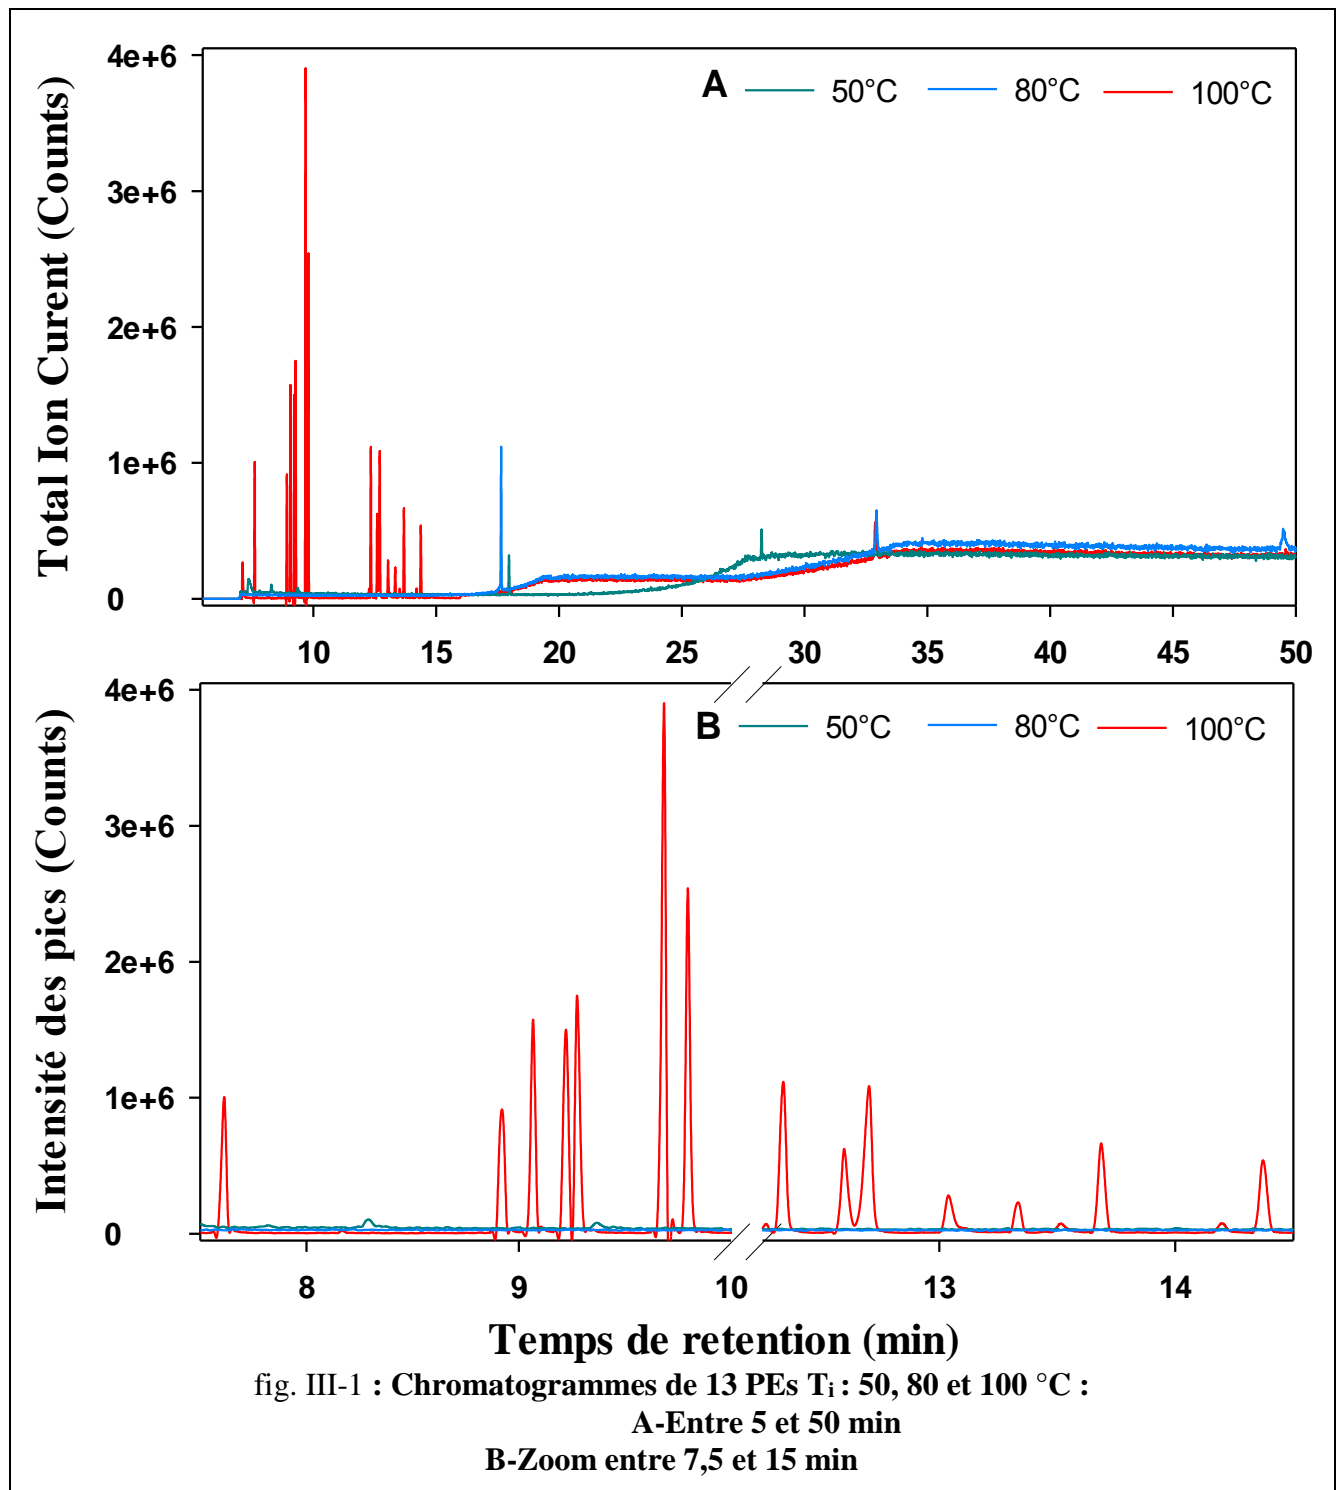 Total Ion Curent (Counts)
4e+6
3e+6
2e+6
1e+6
0
A 50°C 80°C 100°C
10 15 20 25 30 35 40 45 50
Intensité des pics (Counts)
4e+6
3e+6
2e+6
1e+6
0
B 50°C 80°C 100°C
8 9 10 13 14
Temps de retention (min)
fig. III-1 : Chromatogrammes de 13 PEs Ti : 50, 80 et 100 °C :
A-Entre 5 et 50 min
B-Zoom entre 7,5 et 15 min